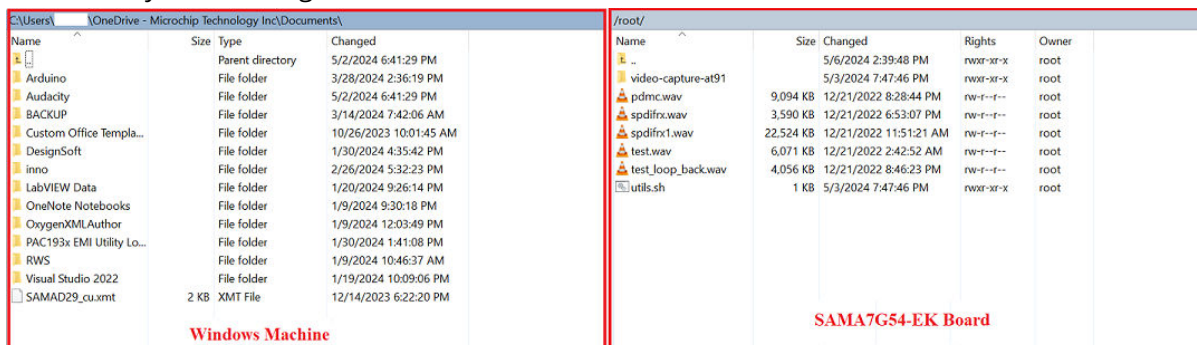 C:\Users\ \OneDrive - Microchip Technology Inc\Documents\
Name Size Type Changed
.. Parent directory 5/2/2024 6:41:29 PM
Arduino File folder 3/28/2024 2:36:19 PM
Audacity File folder 5/2/2024 6:41:29 PM
BACKUP File folder 3/14/2024 7:42:06 AM
Custom Office Templa... File folder 10/26/2023 10:01:45 AM
DesignSoft File folder 1/30/2024 4:35:42 PM
inno File folder 2/26/2024 5:32:23 PM
LabVIEW Data File folder 1/20/2024 9:26:14 PM
OneNote Notebooks File folder 1/9/2024 9:30:18 PM
OxygenXMLAuthor File folder 1/9/2024 12:03:49 PM
PAC193x EMI Utility Lo... File folder 1/30/2024 1:41:08 PM
RWS File folder 1/9/2024 10:46:37 AM
Visual Studio 2022 File folder 1/19/2024 10:09:06 PM
SAMAD29_cu.xmt 2 KB XMT File 12/14/2023 6:22:20 PM
Windows Machine
/root/
Name Size Changed Rights Owner
.. 5/6/2024 2:39:48 PM rwxr-xr-x root
video-capture-at91 5/3/2024 7:47:46 PM rwxr-xr-x root
pdmc.wav 9,094 KB 12/21/2022 8:28:44 PM rw-r--r-- root
spdifrx.wav 3,590 KB 12/21/2022 6:53:07 PM rw-r--r-- root
spdifrx1.wav 22,524 KB 12/21/2022 11:51:21 AM rw-r--r-- root
test.wav 6,071 KB 12/21/2022 2:42:52 AM rw-r--r-- root
test_loop_back.wav 4,056 KB 12/21/2022 8:46:23 PM rw-r--r-- root
utils.sh 1 KB 5/3/2024 7:47:46 PM rwxr-xr-x root
SAMA7G54-EK Board